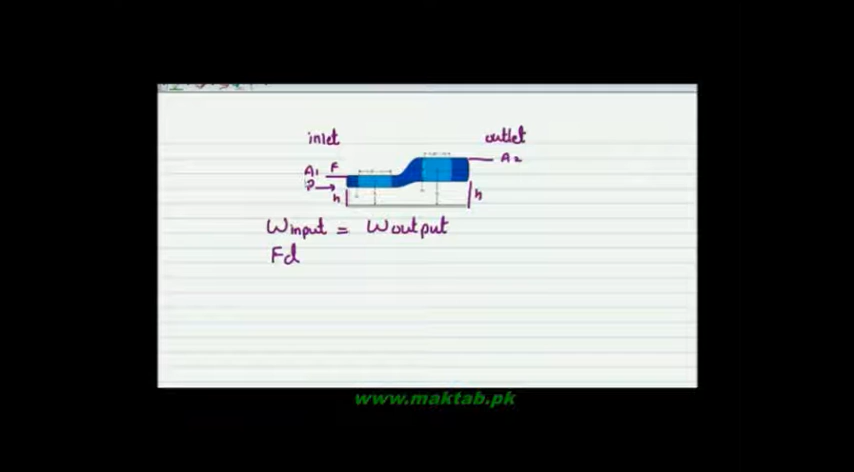 inlet outlet
A1 F A2
P
h h
Winput = Woutput
Fd
www.maktab.pk